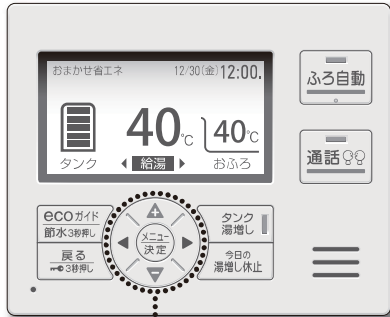 おまかせ省エネ 12/30(金)12:00.
ふろ自動
40℃ 40℃
タンク 給湯 おふろ
通話
ecoガイド
節水3秒押し
戻る
3秒押し
メニュー
決定
タンク
湯増し
今日の
湯増し休止